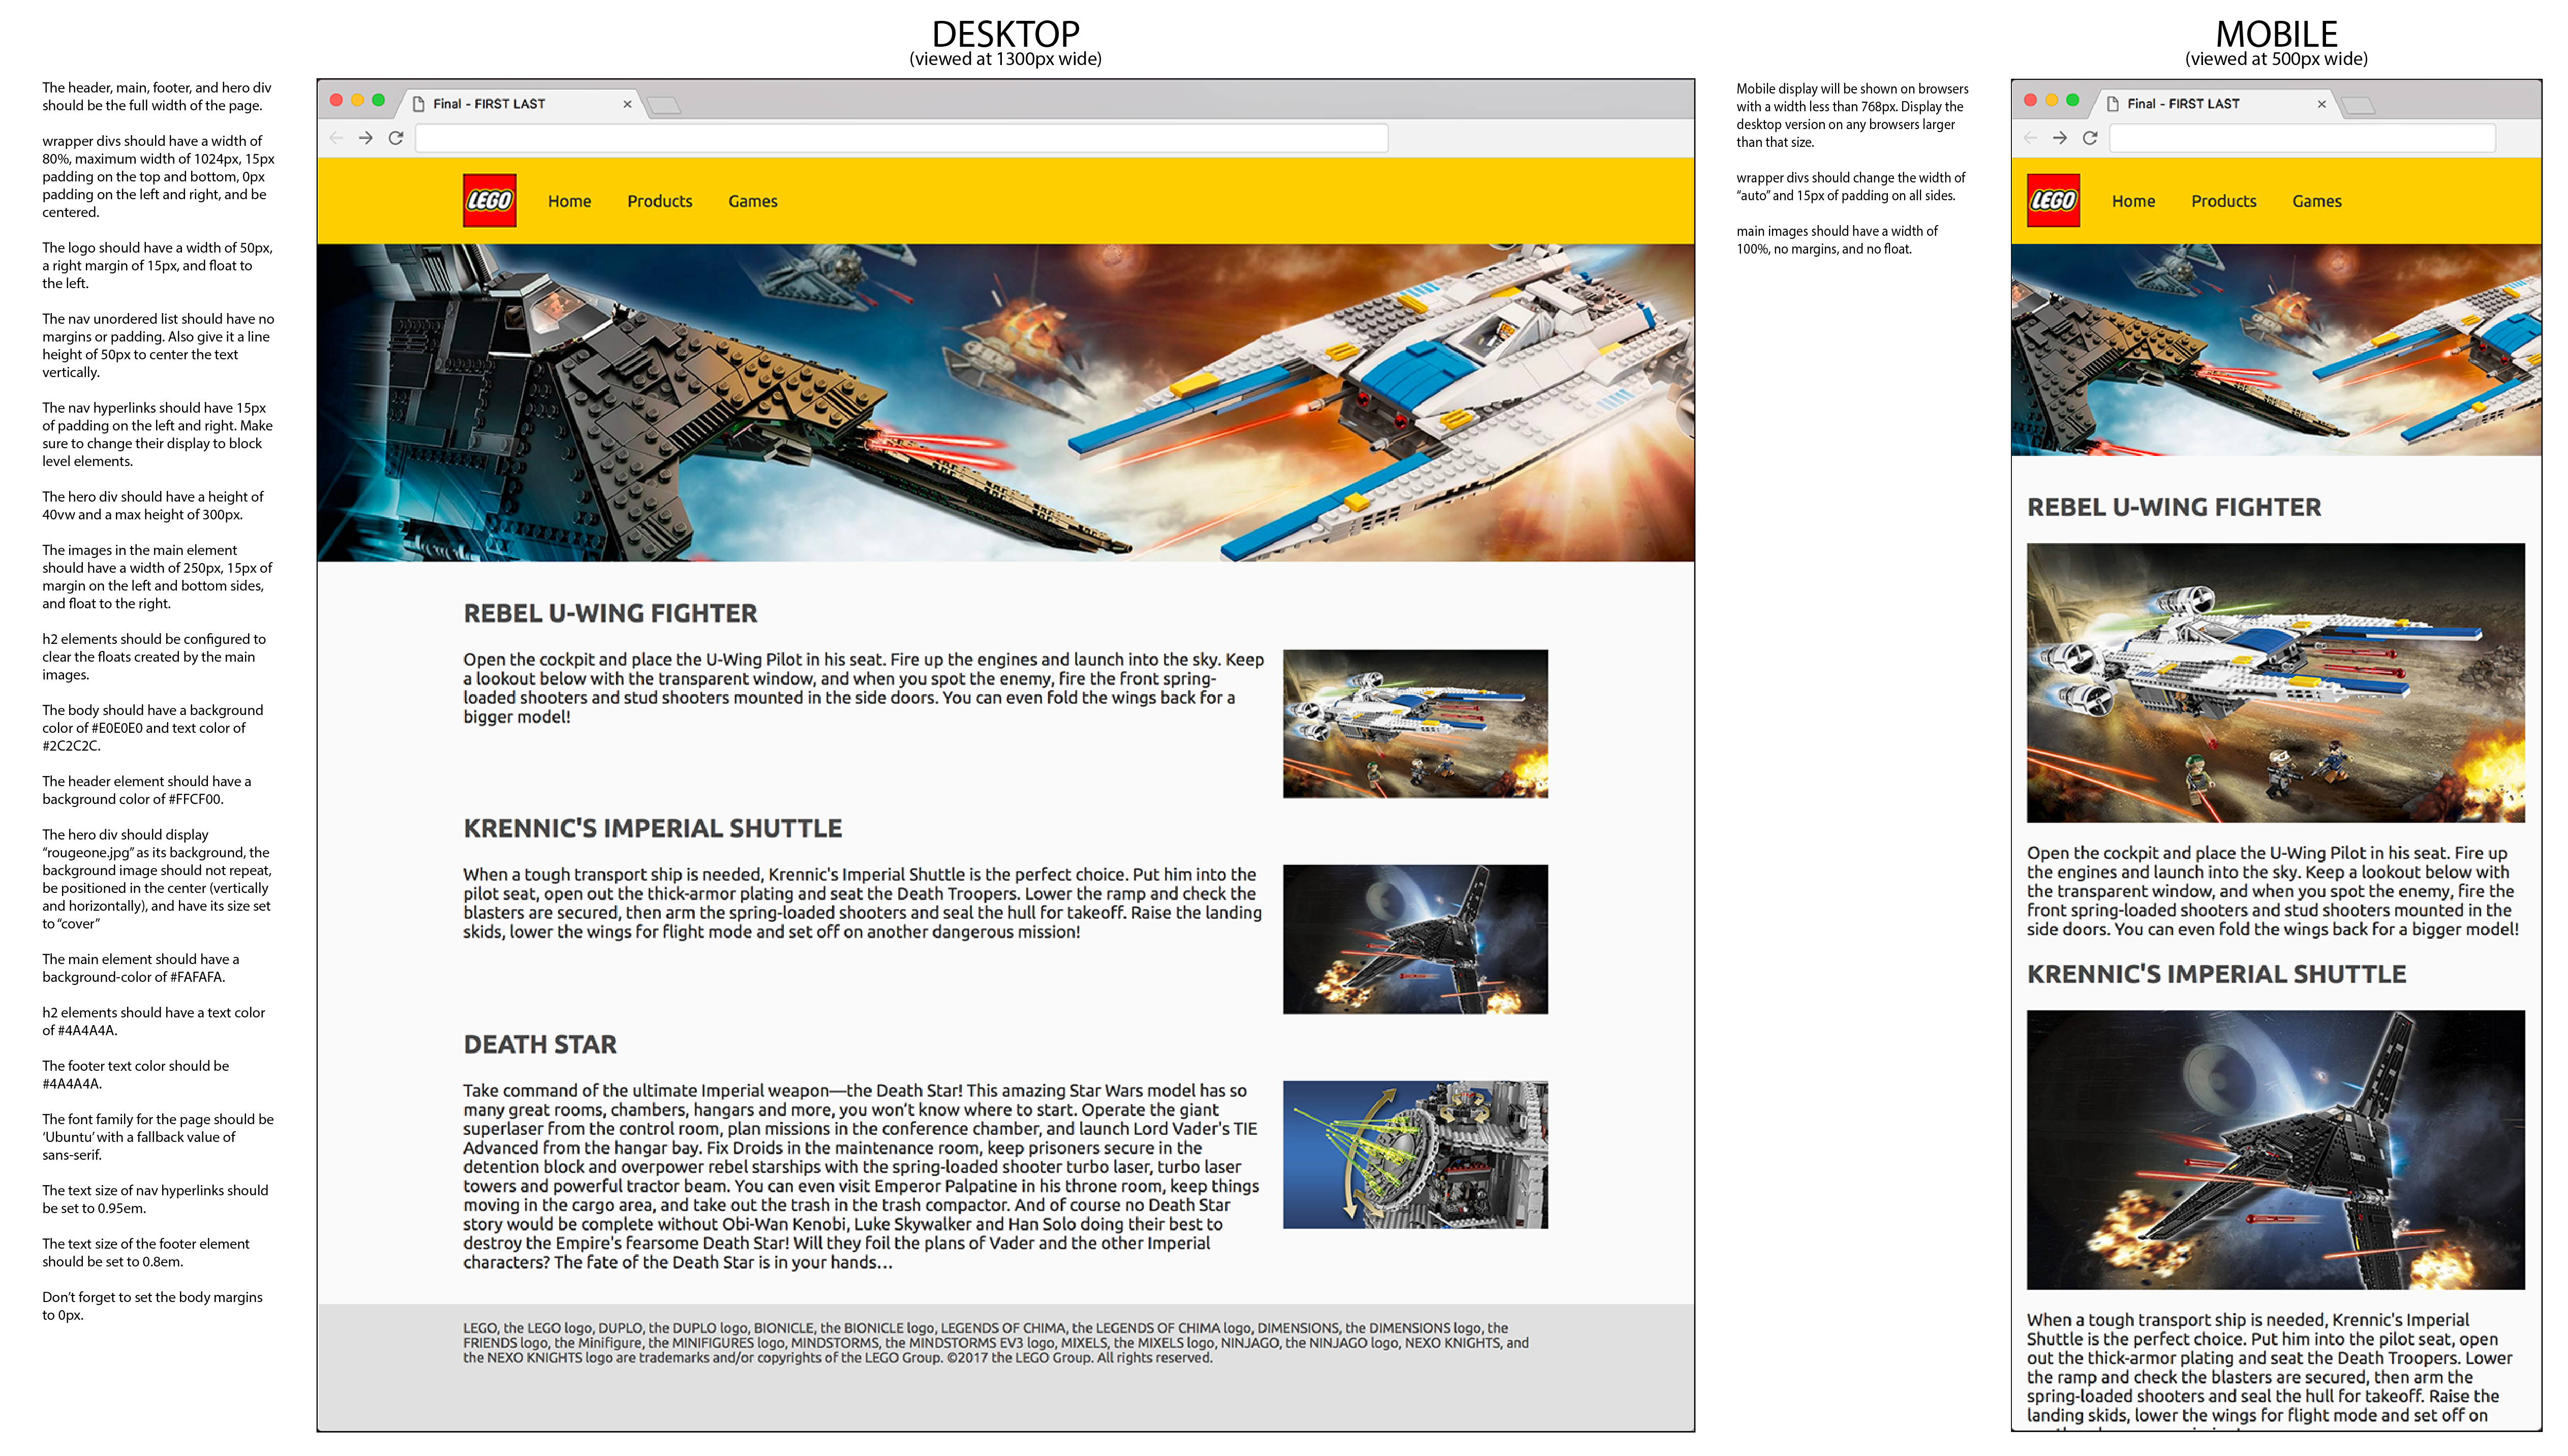 DESKTOP
(viewed at 1300px wide)
The header, main, footer, and hero div
should be the full width of the page.
wrapper divs should have a width of
80%, maximum width of 1024px, 15px
padding on the top and bottom, 0px
padding on the left and right, and be
centered.
The logo should have a width of 50px,
a right margin of 15px, and float to
the left.
The nav unordered list should have no
margins or padding. Also give it a line
height of 50px to center the text
vertically.
The nav hyperlinks should have 15px
of padding on the left and right. Make
sure to change their display to block
level elements.
The hero div should have a height of
40vw and a max height of 300px.
The images in the main element
should have a width of 250px, 15px of
margin on the left and bottom sides,
and float to the right.
h2 elements should be configured to
clear the floats created by the main
images.
The body should have a background
color of #E0E0E0 and text color of
#2C2C2C.
The header element should have a
background color of #FFCF00.
The hero div should display
“rougeone.jpg” as its background, the
background image should not repeat,
be positioned in the center (vertically
and horizontally), and have its size set
to “cover”
The main element should have a
background-color of #FAFAFA.
h2 elements should have a text color
of #4A4A4A.
The footer text color should be
#4A4A4A.
The font family for the page should be
‘Ubuntu’ with a fallback value of
sans-serif.
The text size of nav hyperlinks should
be set to 0.95em.
The text size of the footer element
should be set to 0.8em.
Don’t forget to set the body margins
to 0px.
Final - FIRST LAST
LEGO
Home
Products
Games
REBEL U-WING FIGHTER
Open the cockpit and place the U-Wing Pilot in his seat. Fire up the engines and launch into the sky. Keep
a lookout below with the transparent window, and when you spot the enemy, fire the front spring-
loaded shooters and stud shooters mounted in the side doors. You can even fold the wings back for a
bigger model!
KRENNIC'S IMPERIAL SHUTTLE
When a tough transport ship is needed, Krennic's Imperial Shuttle is the perfect choice. Put him into the
pilot seat, open out the thick-armor plating and seat the Death Troopers. Lower the ramp and check the
blasters are secured, then arm the spring-loaded shooters and seal the hull for takeoff. Raise the landing
skids, lower the wings for flight mode and set off on another dangerous mission!
DEATH STAR
Take command of the ultimate Imperial weapon—the Death Star! This amazing Star Wars model has so
many great rooms, chambers, hangars and more, you won’t know where to start. Operate the giant
superlaser from the control room, plan missions in the conference chamber, and launch Lord Vader's TIE
Advanced from the hangar bay. Fix Droids in the maintenance room, keep prisoners secure in the
detention block and overpower rebel starships with the spring-loaded shooter turbo laser, turbo laser
towers and powerful tractor beam. You can even visit Emperor Palpatine in his throne room, keep things
moving in the cargo area, and take out the trash in the trash compactor. And of course no Death Star
story would be complete without Obi-Wan Kenobi, Luke Skywalker and Han Solo doing their best to
destroy the Empire's fearsome Death Star! Will they foil the plans of Vader and the other Imperial
characters? The fate of the Death Star is in your hands…
LEGO, the LEGO logo, DUPLO, the DUPLO logo, BIONICLE, the BIONICLE logo, LEGENDS OF CHIMA, the LEGENDS OF CHIMA logo, DIMENSIONS, the DIMENSIONS logo, the
FRIENDS logo, the Minifigure, the MINIFIGURES logo, MINDSTORMS, the MINDSTORMS EV3 logo, MIXELS, the MIXELS logo, NINJAGO, the NINJAGO logo, NEXO KNIGHTS, and
the NEXO KNIGHTS logo are trademarks and/or copyrights of the LEGO Group. ©2017 the LEGO Group. All rights reserved.
MOBILE
(viewed at 500px wide)
Mobile display will be shown on browsers
with a width less than 768px. Display the
desktop version on any browsers larger
than that size.
wrapper divs should change the width of
“auto” and 15px of padding on all sides.
main images should have a width of
100%, no margins, and no float.
Final - FIRST LAST
LEGO
Home
Products
Games
REBEL U-WING FIGHTER
Open the cockpit and place the U-Wing Pilot in his seat. Fire up
the engines and launch into the sky. Keep a lookout below with
the transparent window, and when you spot the enemy, fire the
front spring-loaded shooters and stud shooters mounted in the
side doors. You can even fold the wings back for a bigger model!
KRENNIC'S IMPERIAL SHUTTLE
When a tough transport ship is needed, Krennic's Imperial
Shuttle is the perfect choice. Put him into the pilot seat, open
out the thick-armor plating and seat the Death Troopers. Lower
the ramp and check the blasters are secured, then arm the
spring-loaded shooters and seal the hull for takeoff. Raise the
landing skids, lower the wings for flight mode and set off on